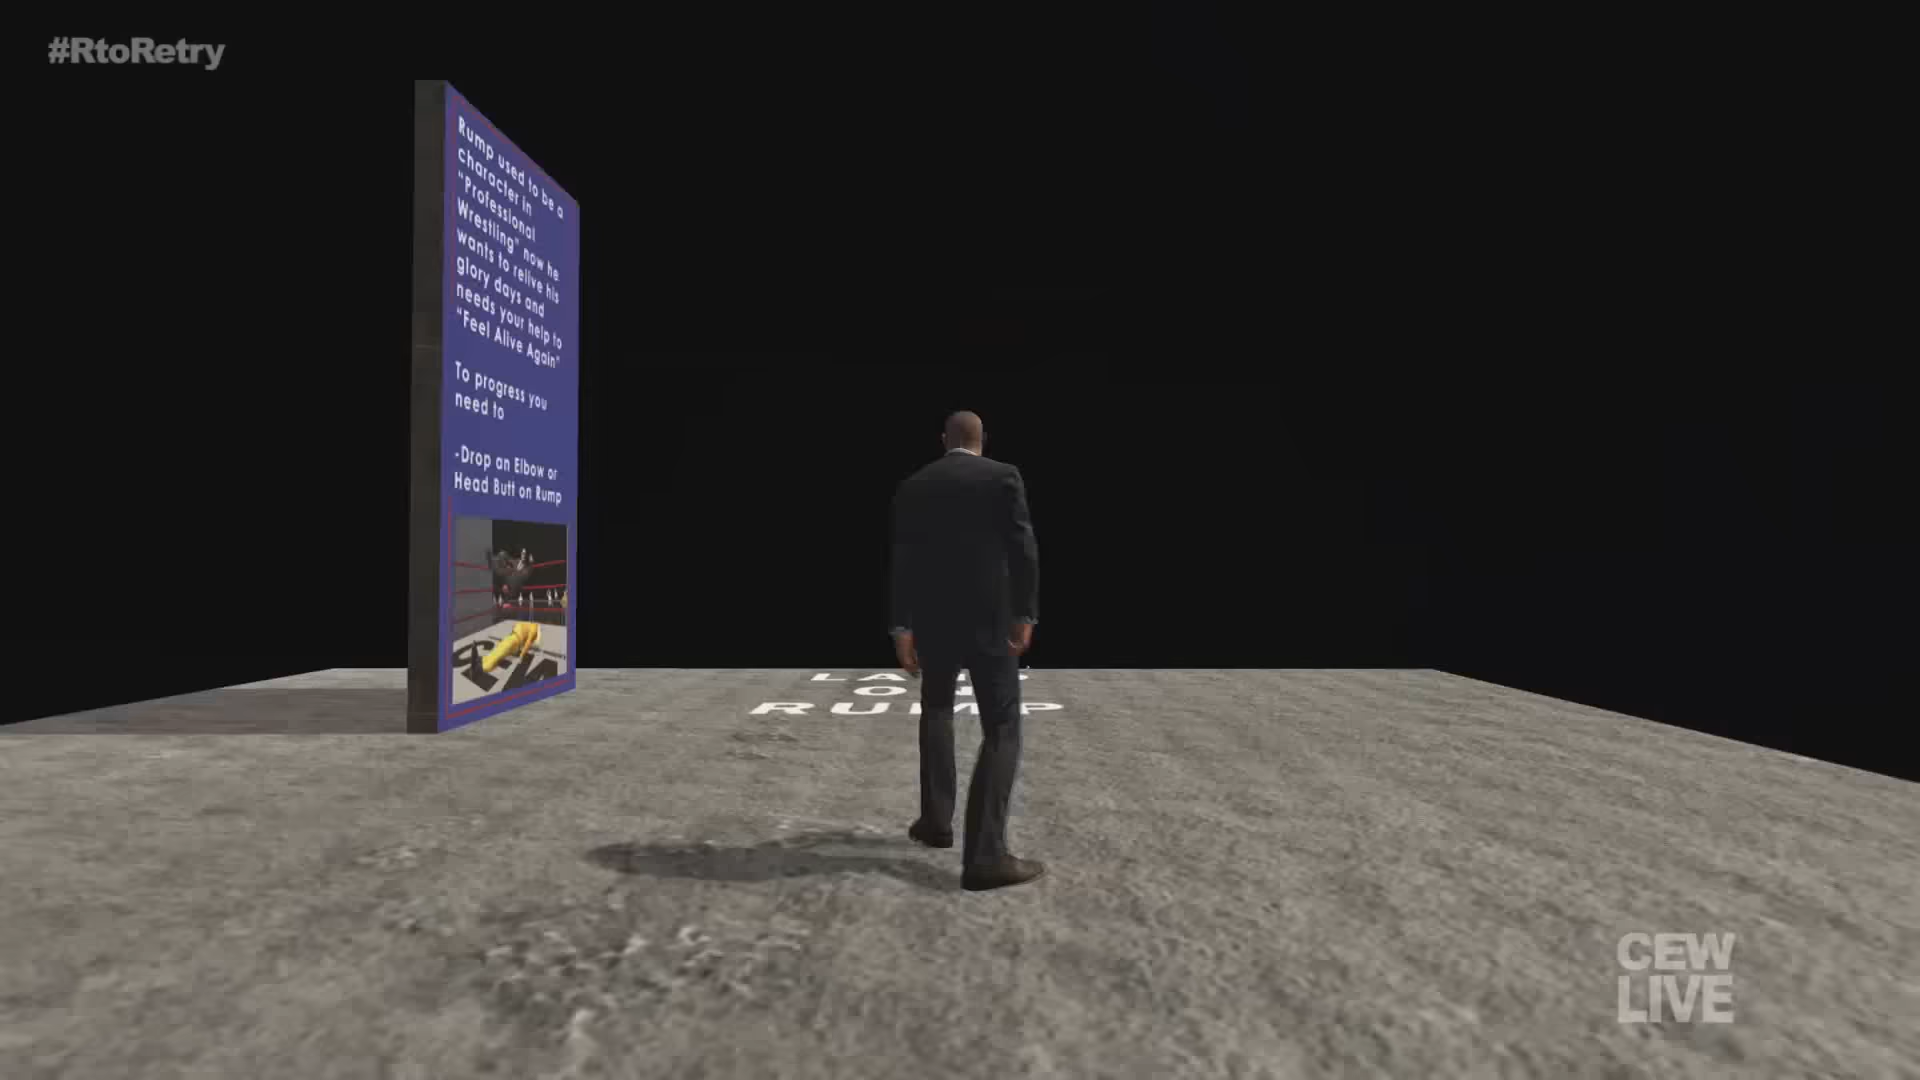 #RtoRetry
Rump used to be a
character in
"Professional
Wrestling" now he
wants to relive his
glory days and
needs your help to
"Feel Alive Again"
To progress you
need to
-Drop an Elbow or
Head Butt on Rump
RUMP
CEW
LIVE